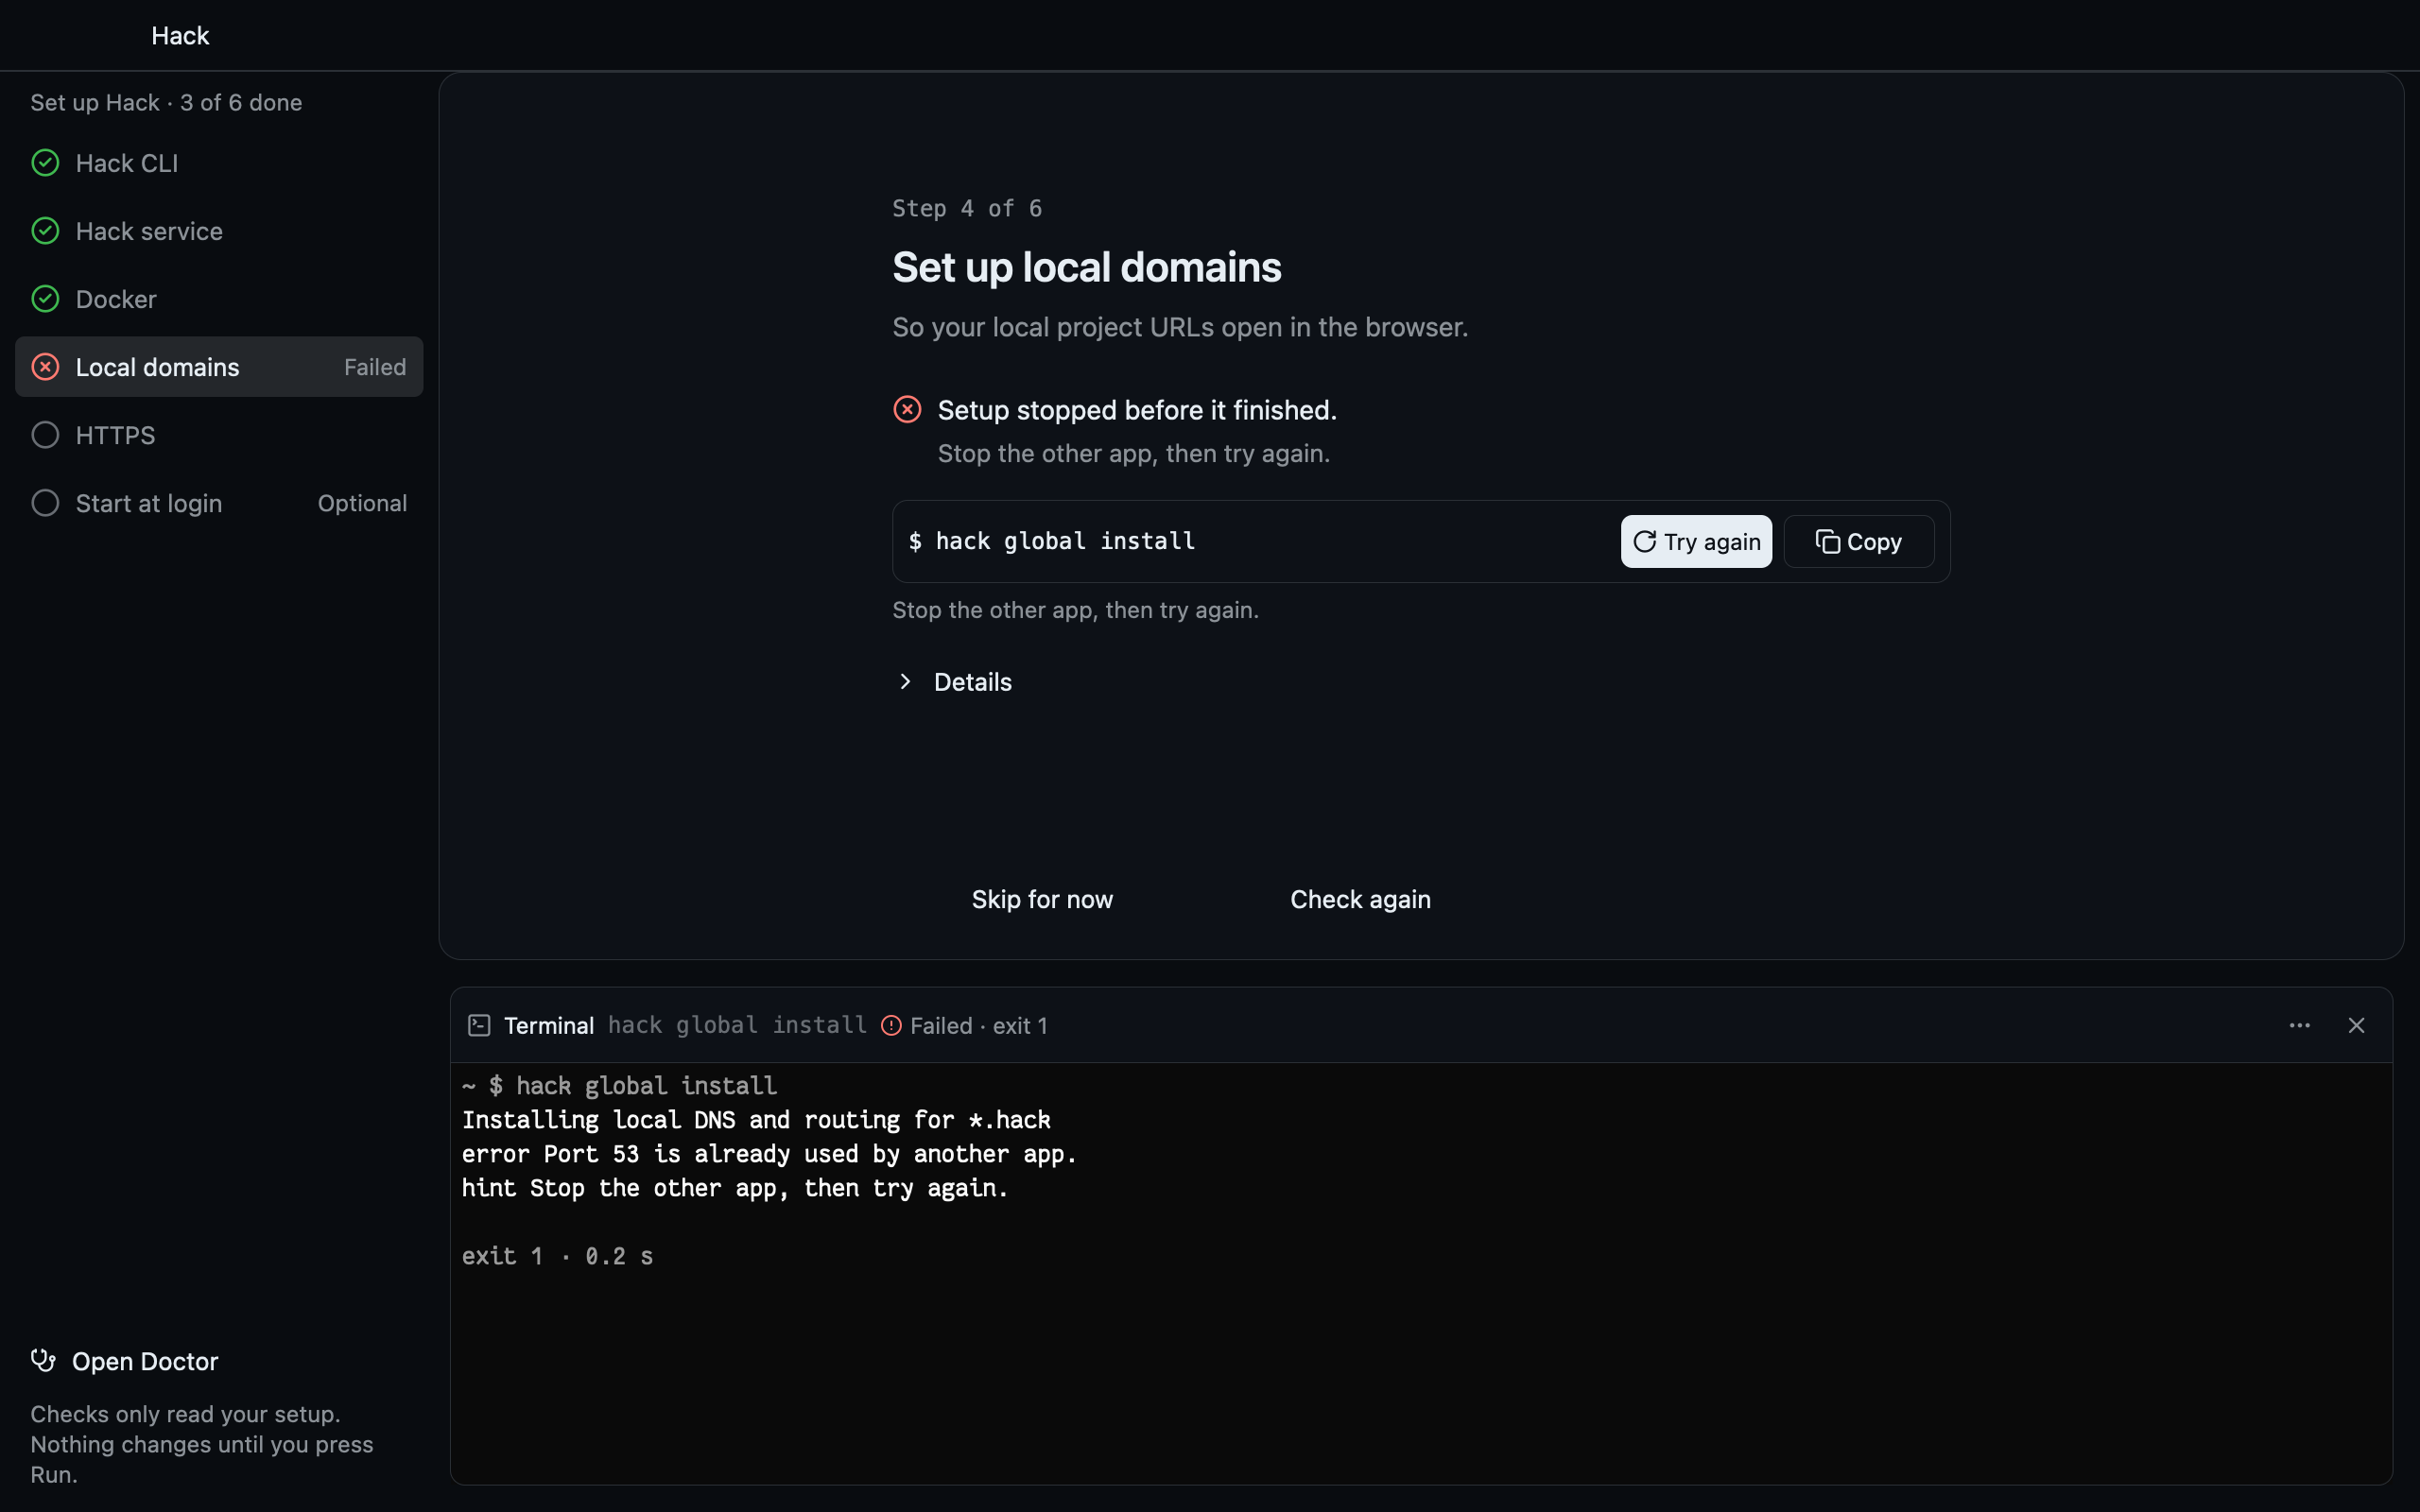 Hack
Set up Hack · 3 of 6 done
Hack CLI
Hack service
Docker
Local domains Failed
HTTPS
Start at login Optional
Open Doctor
Checks only read your setup.
Nothing changes until you press
Run.
Step 4 of 6
Set up local domains
So your local project URLs open in the browser.
Setup stopped before it finished.
Stop the other app, then try again.
$ hack global install Try again Copy
Stop the other app, then try again.
Details
Skip for now Check again
Terminal hack global install Failed · exit 1
~ $ hack global install
Installing local DNS and routing for *.hack
error Port 53 is already used by another app.
hint Stop the other app, then try again.
exit 1 · 0.2 s